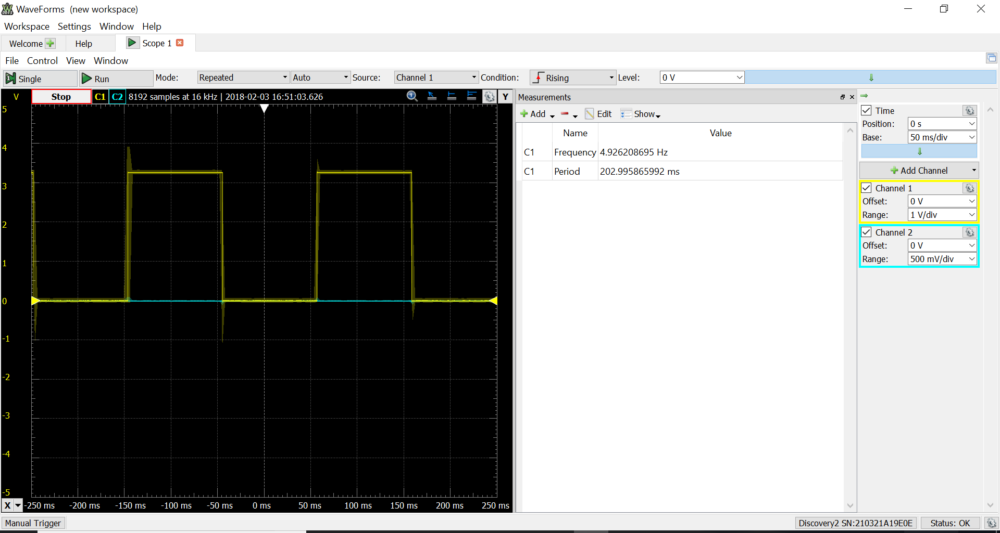 WaveForms (new workspace)
Workspace Settings Window Help
Welcome Help Scope 1
File Control View Window
Single Run Mode: Repeated Auto Source: Channel 1 Condition: Rising Level: 0 V
V Stop C1 C2 8192 samples at 16 kHz | 2018-02-03 16:51:03.626 Y
5
4
3
2
1
0
-1
-2
-3
-4
-5
X -250 ms -200 ms -150 ms -100 ms -50 ms 0 ms 50 ms 100 ms 150 ms 200 ms 250 ms
Measurements
Add Edit Show
Name Value
C1 Frequency 4.926208695 Hz
C1 Period 202.995865992 ms
Time
Position: 0 s
Base: 50 ms/div
Add Channel
Channel 1
Offset: 0 V
Range: 1 V/div
Channel 2
Offset: 0 V
Range: 500 mV/div
Manual Trigger Discovery2 SN:210321A19E0E Status: OK